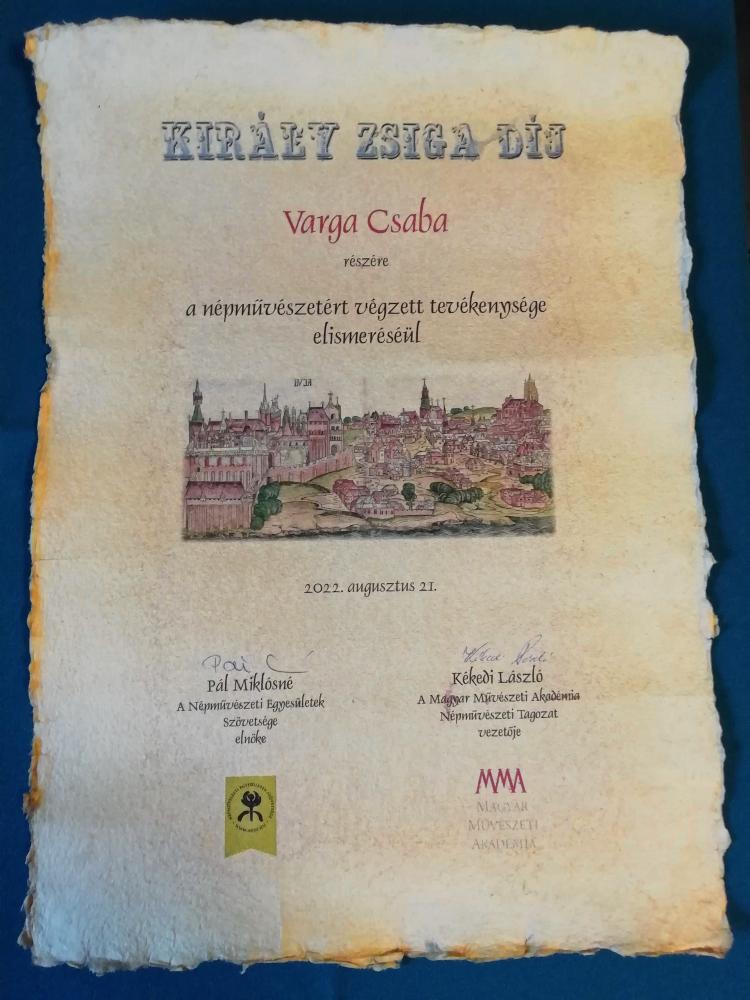 KIRÁLY ZSIGA DÍJ
Varga Csaba
részére
a népművészetért végzett tevékenysége
elismeréséül
BVDA
2022. augusztus 21.
Pál Miklósné
A Népművészeti Egyesületek
Szövetsége
elnöke
Kékedi László
A Magyar Művészeti Akadémia
Népművészeti Tagozat
vezetője
MMA
MAGYAR
MŰVÉSZETI
AKADÉMIA